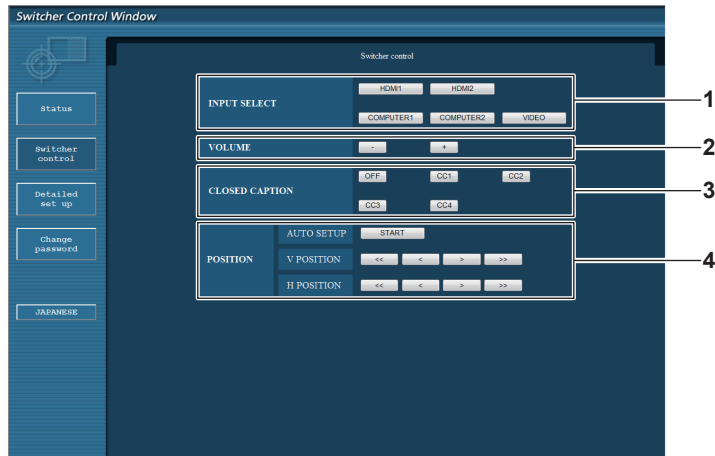 Switcher Control Window
Switcher control
Status
Switcher
control
Detailed
set up
Change
password
JAPANESE
INPUT SELECT
HDMI1 HDMI2
COMPUTER1 COMPUTER2 VIDEO
1
VOLUME - +
2
CLOSED CAPTION
OFF CC1 CC2
CC3 CC4
3
POSITION
AUTO SETUP START
V POSITION << < > >>
H POSITION << < > >>
4